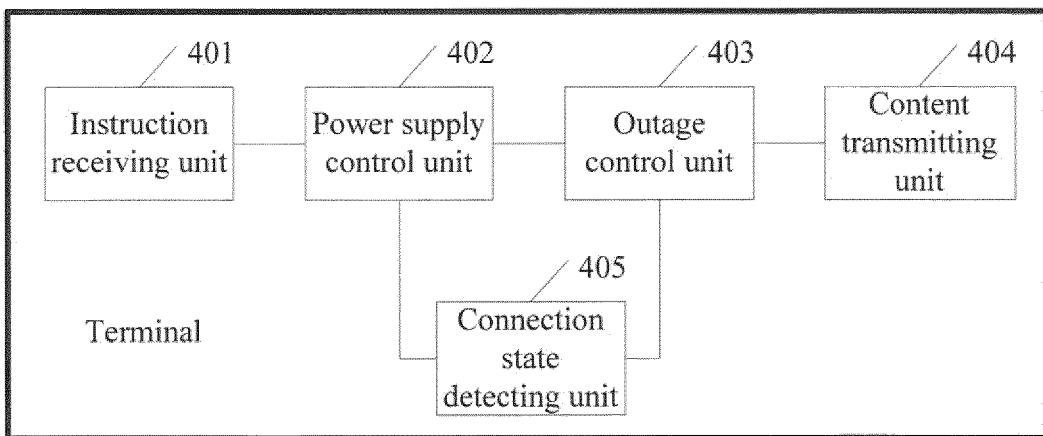 401
402
403
404
Instruction
receiving unit
Power supply
control unit
Outage
control unit
Content
transmitting
unit
405
Connection
state
detecting unit
Terminal